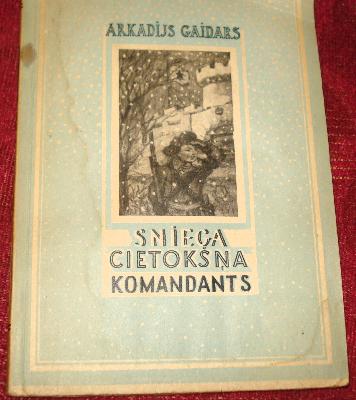 ARKADIJS GAIDARS
SNIEGA
CIETOKŠŅA
KOMANDANTS